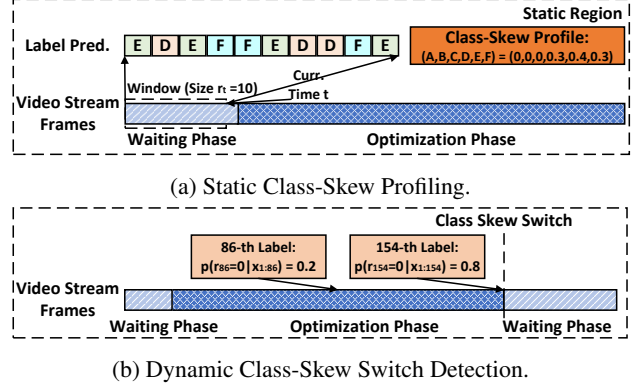 Static Region
Label Pred. E D E F F E D D F E
Class-Skew Profile:
(A,B,C,D,E,F) = (0,0,0,0.3,0.4,0.3)
Curr.
Window (Size rt =10)
Time t
Video Stream
Frames
Waiting Phase Optimization Phase
(a) Static Class-Skew Profiling.
Class Skew Switch
86-th Label:
p(r86=0|x1:86) = 0.2
154-th Label:
p(r154=0|x1:154) = 0.8
Video Stream
Frames
Waiting Phase Optimization Phase Waiting Phase
(b) Dynamic Class-Skew Switch Detection.